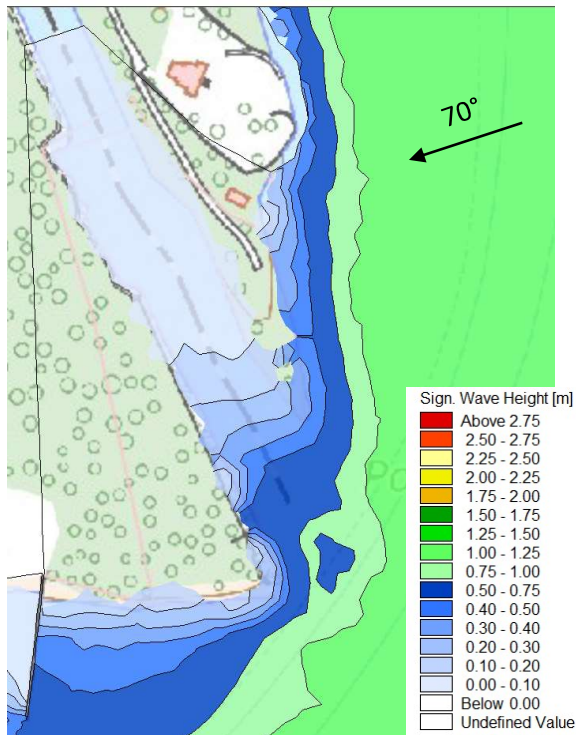 70°
Po
Sign. Wave Height [m]
Above 2.75
2.50 - 2.75
2.25 - 2.50
2.00 - 2.25
1.75 - 2.00
1.50 - 1.75
1.25 - 1.50
1.00 - 1.25
0.75 - 1.00
0.50 - 0.75
0.40 - 0.50
0.30 - 0.40
0.20 - 0.30
0.10 - 0.20
0.00 - 0.10
Below 0.00
Undefined Value